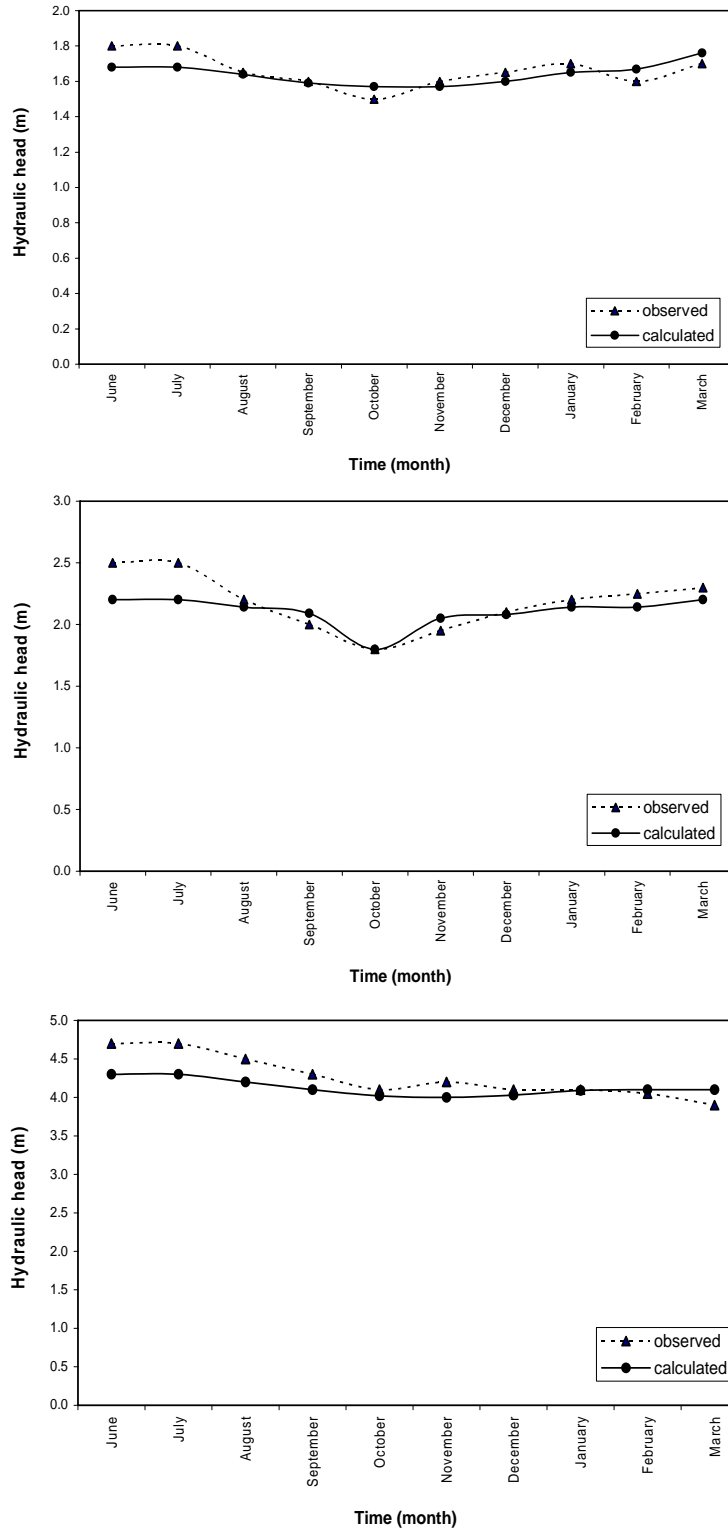 2.0
1.8
1.6
1.4
1.2
1.0
0.8
0.6
0.4
0.2
0.0
Hydraulic head (m)
observed
calculated
June
July
August
September
October
November
December
January
February
March
Time (month)
3.0
2.5
2.0
1.5
1.0
0.5
0.0
Hydraulic head (m)
observed
calculated
June
July
August
September
October
November
December
January
February
March
Time (month)
5.0
4.5
4.0
3.5
3.0
2.5
2.0
1.5
1.0
0.5
0.0
Hydraulic head (m)
observed
calculated
June
July
August
September
October
November
December
January
February
March
Time (month)